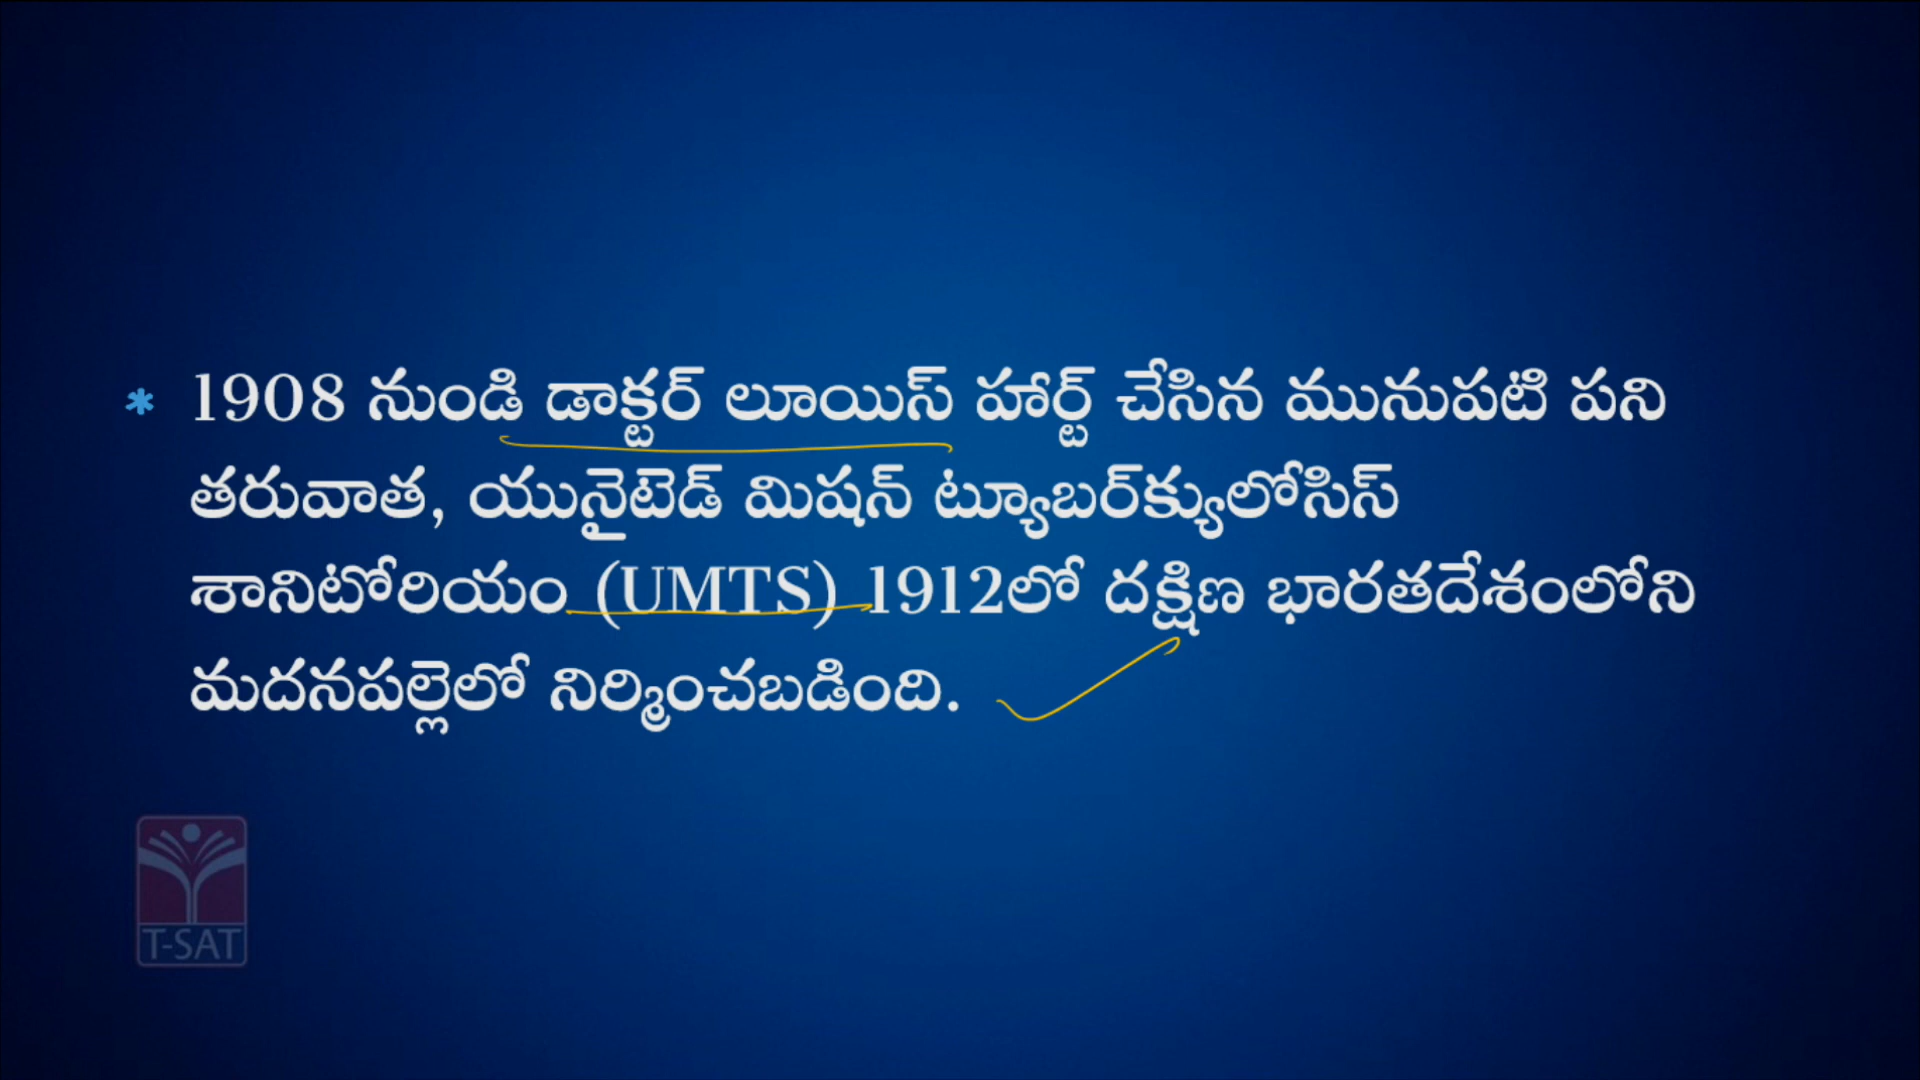 * 1908 నుండి డాక్టర్ లూయిస్ హార్ట్ చేసిన మునుపటి పని
తరువాత, యునైటెడ్ మిషన్ ట్యూబర్‌క్యులోసిస్
శానిటోరియం (UMTS) 1912లో దక్షిణ భారతదేశంలోని
మదనపల్లెలో నిర్మించబడింది.
T-SAT